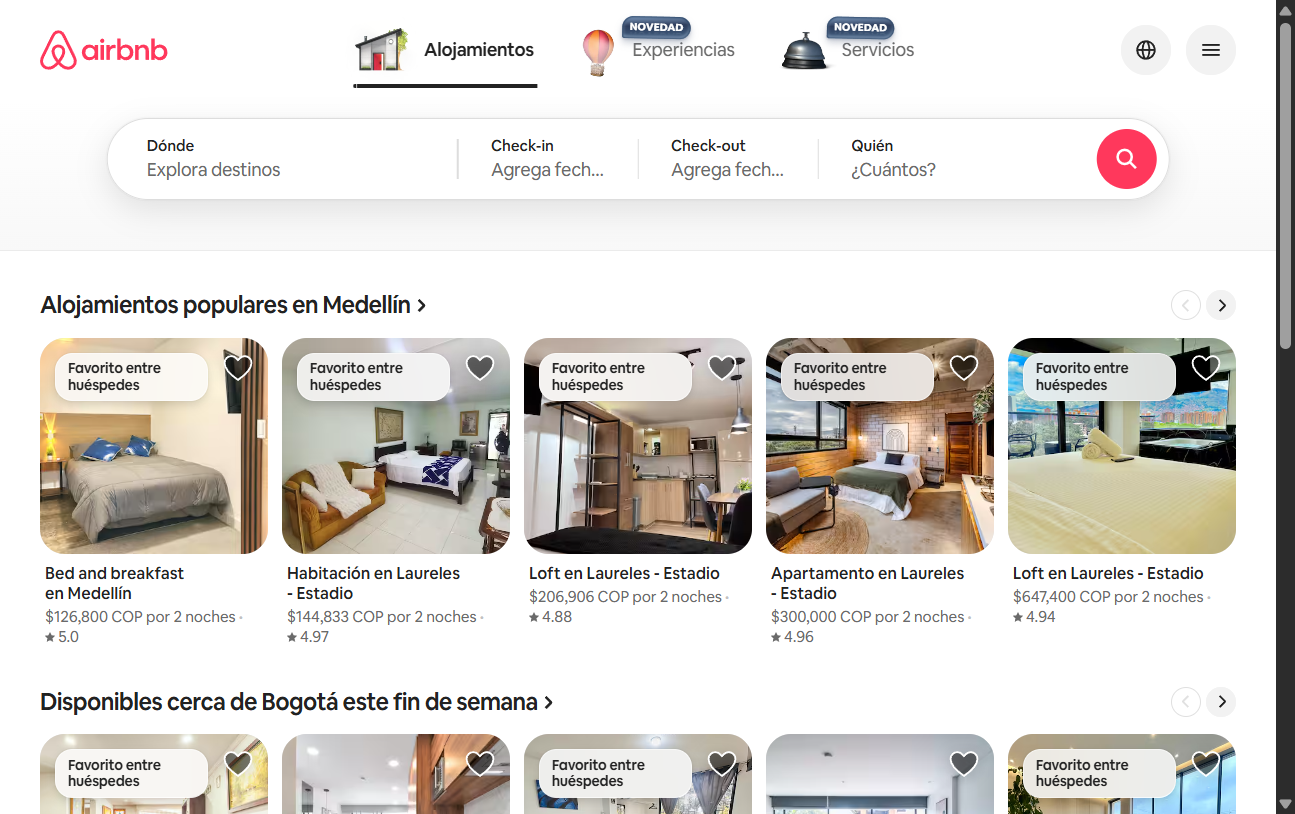 airbnb
Alojamientos
NOVEDAD
Experiencias
NOVEDAD
Servicios
Dónde
Explora destinos
Check-in
Agrega fech...
Check-out
Agrega fech...
Quién
¿Cuántos?
Alojamientos populares en Medellín
Favorito entre
huéspedes
Favorito entre
huéspedes
Favorito entre
huéspedes
Favorito entre
huéspedes
Favorito entre
huéspedes
Bed and breakfast
en Medellín
$126,800 COP por 2 noches ·
★ 5.0
Habitación en Laureles
- Estadio
$144,833 COP por 2 noches ·
★ 4.97
Loft en Laureles - Estadio
$206,906 COP por 2 noches ·
★ 4.88
Apartamento en Laureles
- Estadio
$300,000 COP por 2 noches ·
★ 4.96
Loft en Laureles - Estadio
$647,400 COP por 2 noches ·
★ 4.94
Disponibles cerca de Bogotá este fin de semana
Favorito entre
huéspedes
Favorito entre
huéspedes
Favorito entre
huéspedes